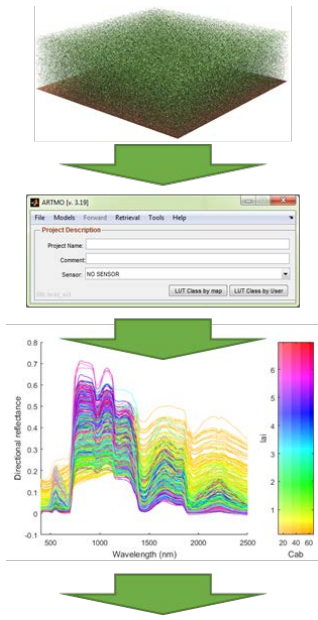 ARTMO [v. 3.19]
File Models Forward Retrieval Tools Help
Project Description
Project Name:
Comment:
Sensor: NO SENSOR
LUT Class by map LUT Class by User
0.8
0.7
0.6
0.5
0.4
0.3
0.2
0.1
0
-0.1
Directional reflectance
500 1000 1500 2000 2500
Wavelength (nm)
6
5
4
3
2
1
lai
20 40 60
Cab